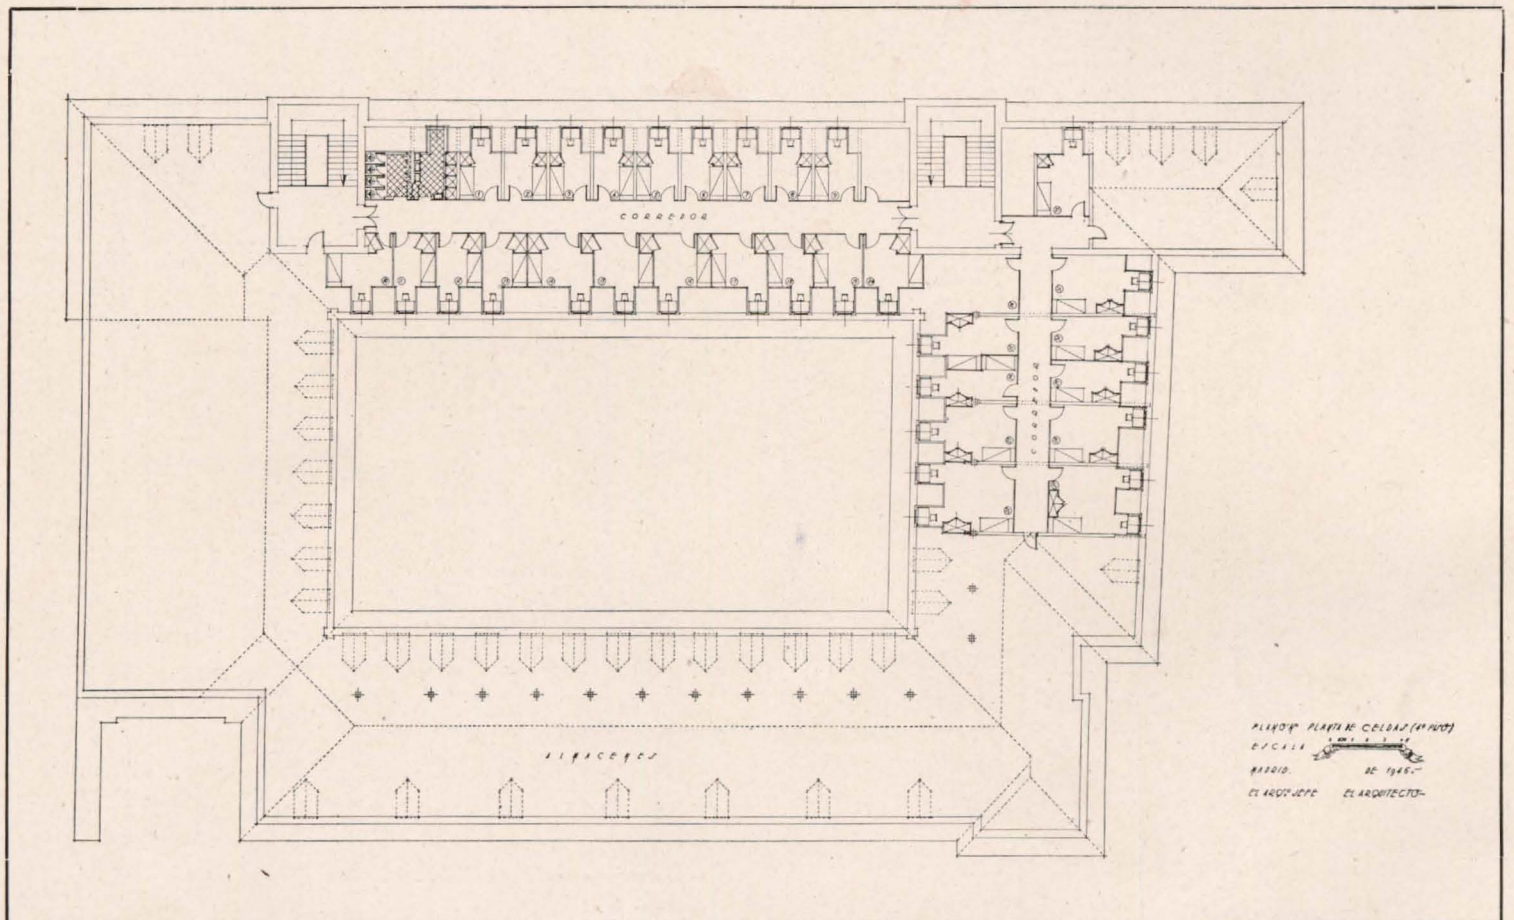 CORREDOR
CORREDOR
ALMACENES
PLANO Nº PLANTA DE CELDAS (4º PISO)
ESCALA
MADRID. DE 1945.-
EL ARQTº JEFE EL ARQUITECTO-